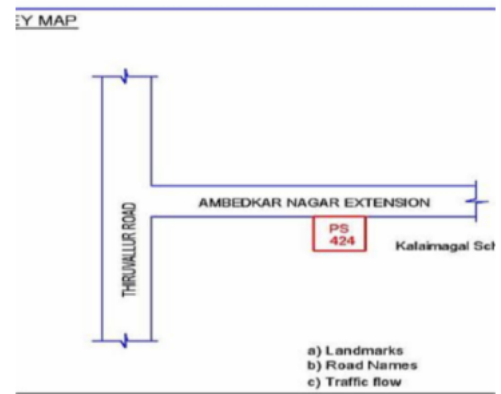 EY MAP
AMBEDKAR NAGAR EXTENSION
THIRUVALLUR ROAD
PS
424
Kalaimagal Sch
a) Landmarks
b) Road Names
c) Traffic flow